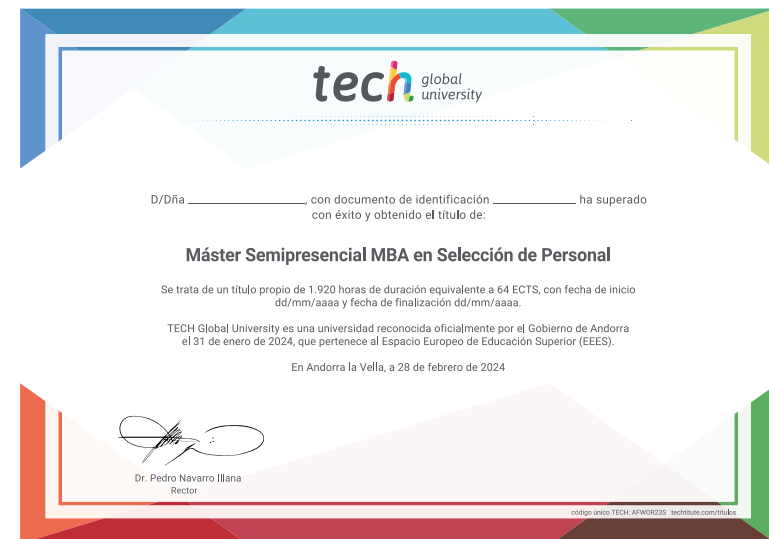 tech global university
D/Dña ____________________, con documento de identificación ______________ ha superado
con éxito y obtenido el título de:
Máster Semipresencial MBA en Selección de Personal
Se trata de un título propio de 1.920 horas de duración equivalente a 64 ECTS, con fecha de inicio
dd/mm/aaaa y fecha de finalización dd/mm/aaaa.
TECH Global University es una universidad reconocida oficialmente por el Gobierno de Andorra
el 31 de enero de 2024, que pertenece al Espacio Europeo de Educación Superior (EEES).
En Andorra la Vella, a 28 de febrero de 2024
Dr. Pedro Navarro Illana
Rector
código único TECH: AFWOR23S techtitute.com/títulos